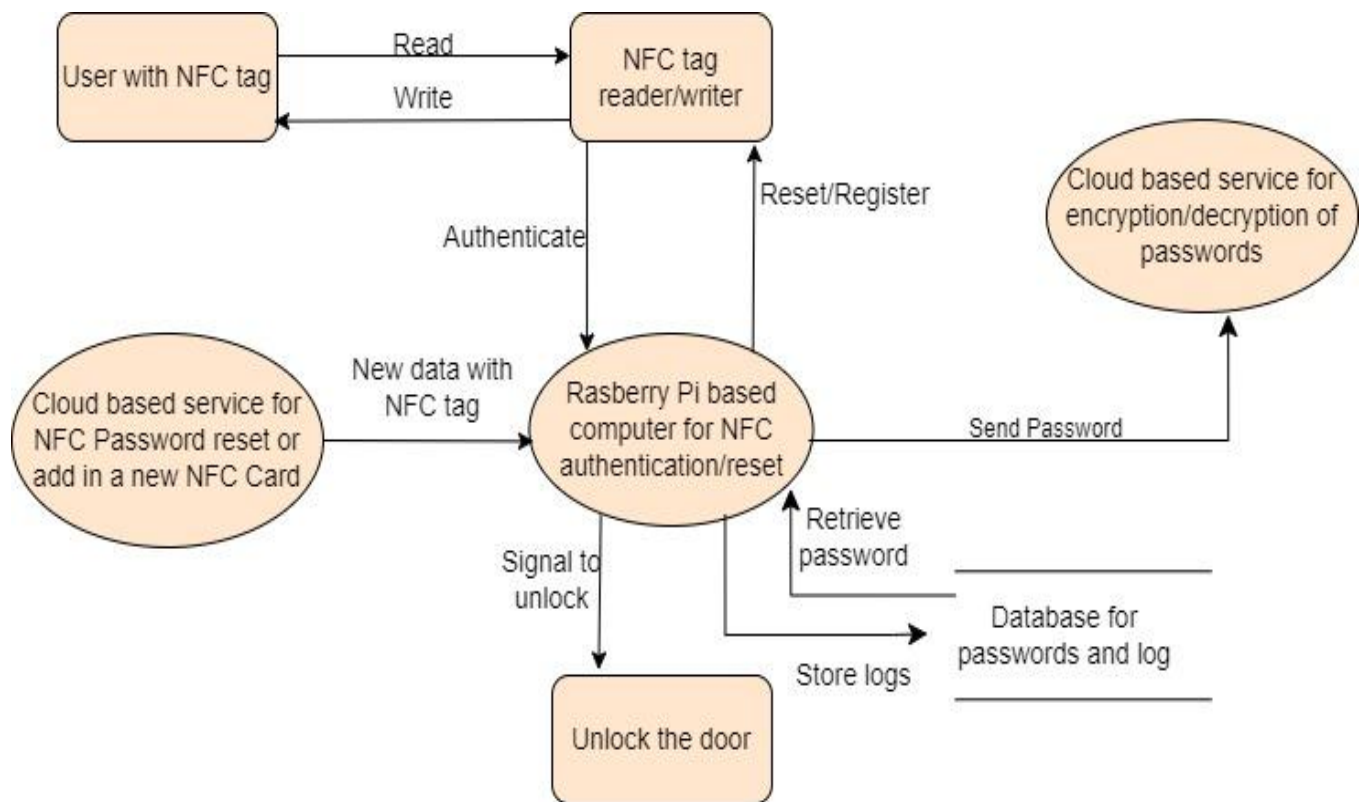 User with NFC tag
Read
Write
NFC tag
reader/writer
Cloud based service for
encryption/decryption of
passwords
Authenticate
Reset/Register
Cloud based service for
NFC Password reset or
add in a new NFC Card
New data with
NFC tag
Rasberry Pi based
computer for NFC
authentication/reset
Send Password
Signal to
unlock
Retrieve
password
Store logs
Database for
passwords and log
Unlock the door